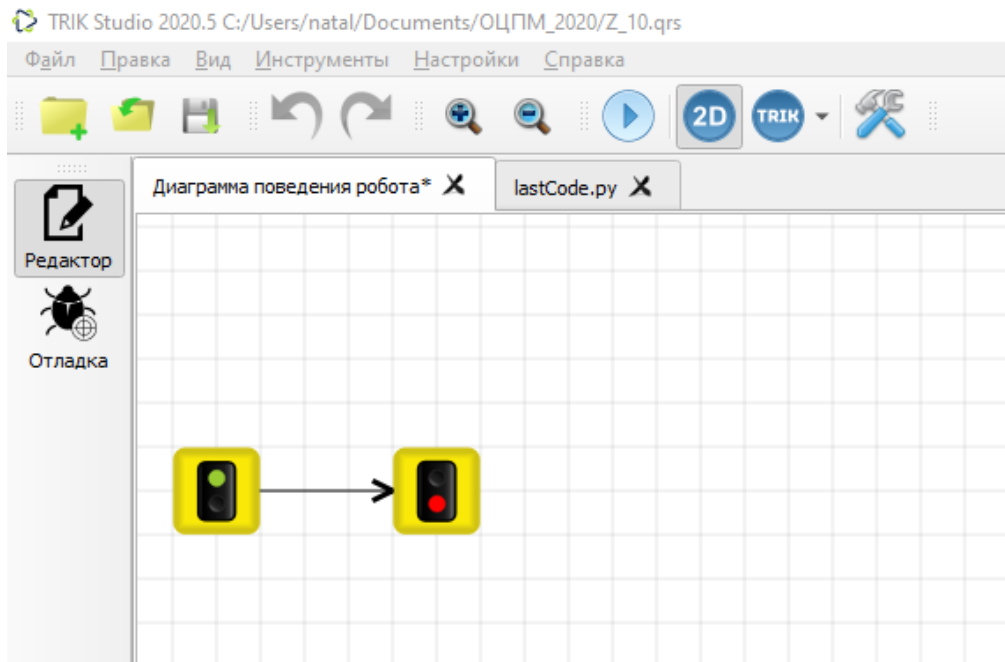 TRIK Studio 2020.5 C:/Users/natal/Documents/ОЦПМ_2020/Z_10.qrs
Файл Правка Вид Инструменты Настройки Справка
2D TRIK
Диаграмма поведения робота* lastCode.py
Редактор
Отладка